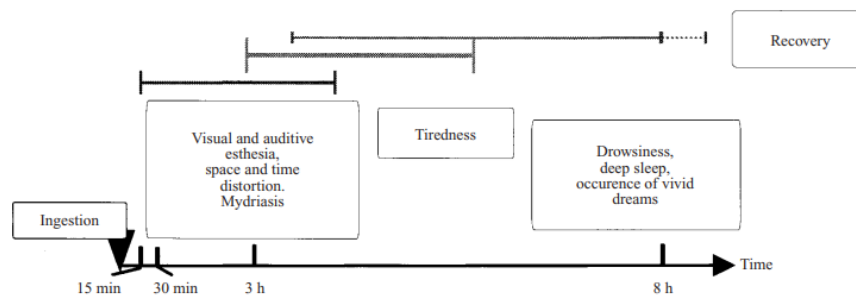 Recovery
Visual and auditive
esthesia,
space and time
distortion.
Mydriasis
Tiredness
Drowsiness,
deep sleep,
occurence of vivid
dreams
Ingestion
Time
15 min
30 min
3 h
8 h